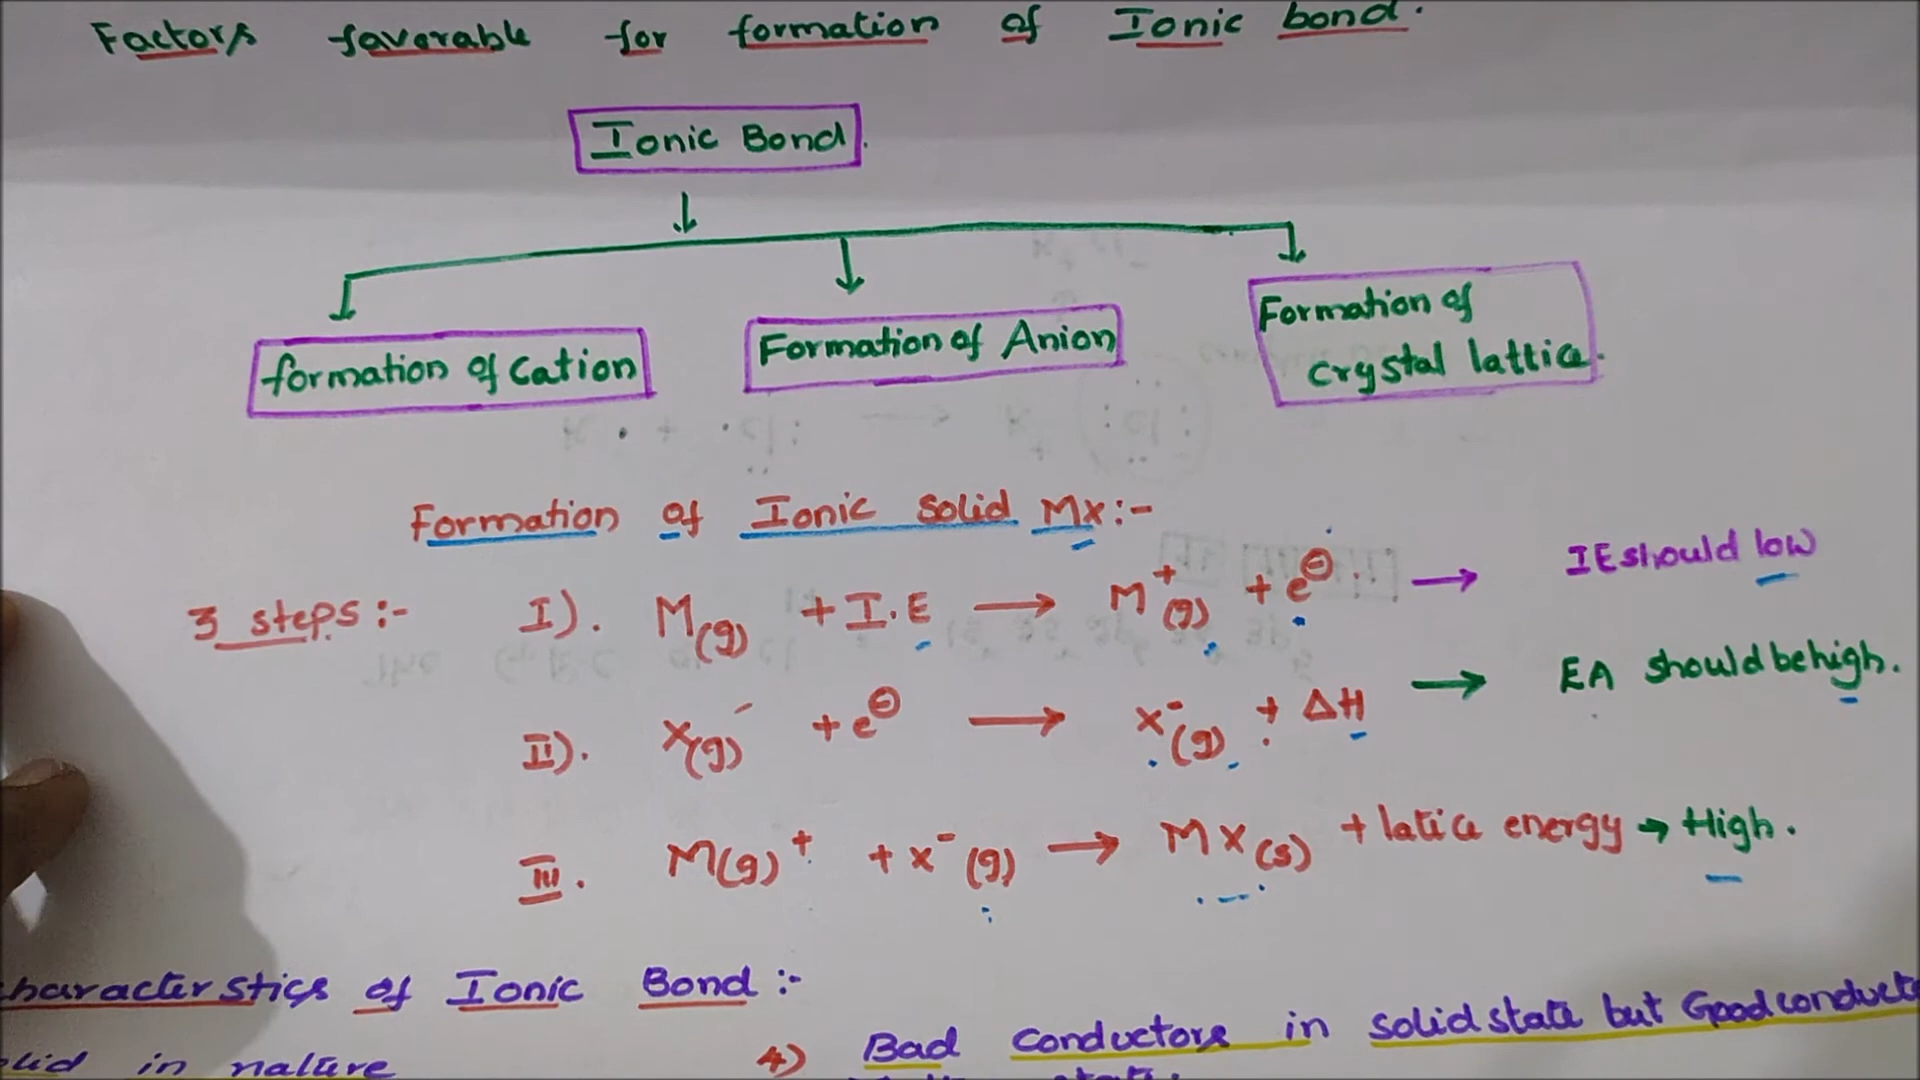 Factors favorable for formation of Ionic bond.
Ionic Bond.
formation of Cation
Formation of Anion
Formation of
crystal lattice.
Formation of Ionic Solid MX:-
3 steps:- I). M(g) + I.E → M⁺(g) + e⊖ → IE should low
II). X(g) + e⊖ → X⁻(g) + ΔH → EA should be high.
III. M(g)⁺ + X⁻(g) → MX(s) + latice energy → High.
haracterstics of Ionic Bond :-
4) Bad conductors in solid state but Good conduct
olid in nature